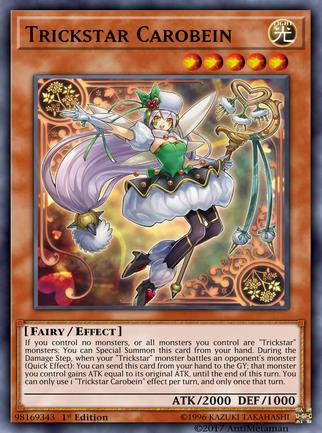 TRICKSTAR CAROBEIN
LIGHT
光
[ FAIRY / EFFECT ]
If you control no monsters, or all monsters you control are "Trickstar"
monsters: You can Special Summon this card from your hand. During the
Damage Step, when your "Trickstar" monster battles an opponent's monster
(Quick Effect): You can send this card from your hand to the GY; that monster
you control gains ATK equal to its original ATK, until the end of this turn. You
can only use 1 "Trickstar Carobein" effect per turn, and only once that turn.
ATK/2000 DEF/1000
98169343 1st Edition ©1996 KAZUKI TAKAHASHI
©2017 AntiMetaman